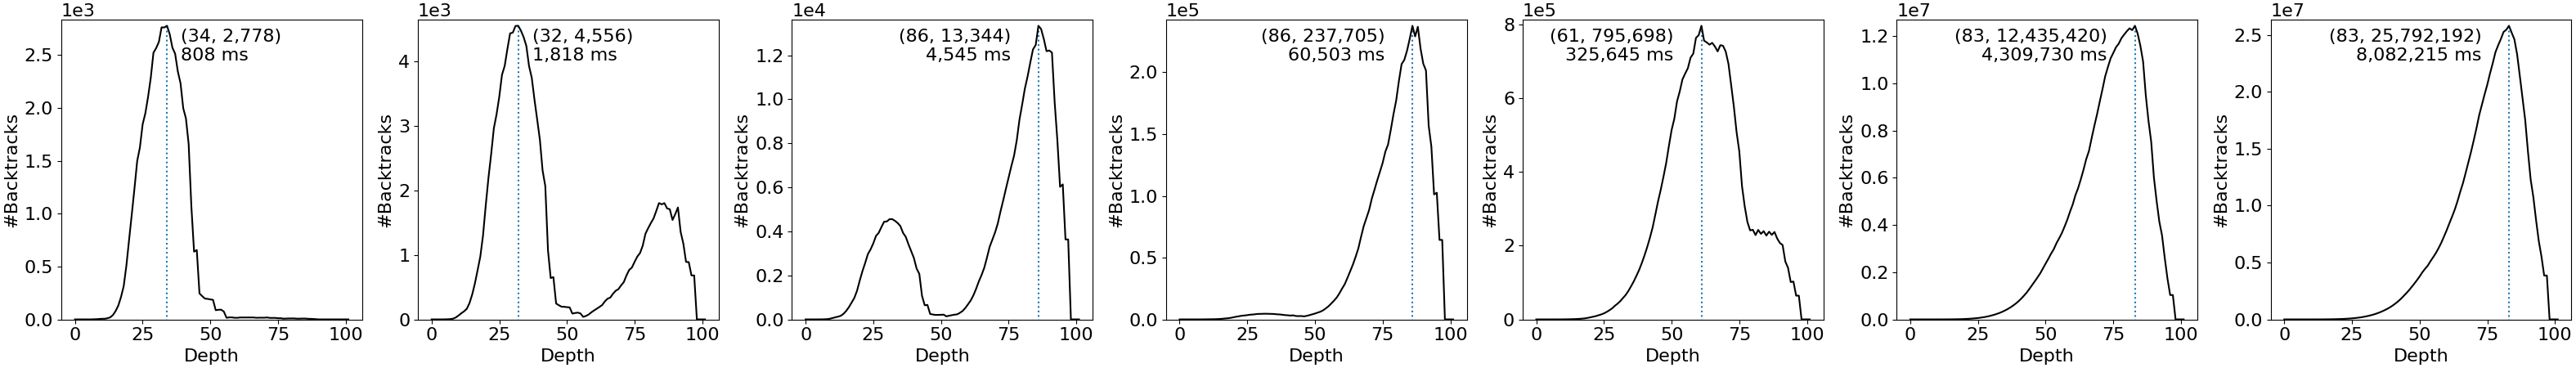 1e3
(34, 2,778)
808 ms
2.5
2.0
1.5
1.0
0.5
0.0
#Backtracks
0 25 50 75 100
Depth
1e3
(32, 4,556)
1,818 ms
4
3
2
1
0
#Backtracks
0 25 50 75 100
Depth
1e4
(86, 13,344)
4,545 ms
1.2
1.0
0.8
0.6
0.4
0.2
0.0
#Backtracks
0 25 50 75 100
Depth
1e5
(86, 237,705)
60,503 ms
2.0
1.5
1.0
0.5
0.0
#Backtracks
0 25 50 75 100
Depth
1e5
(61, 795,698)
325,645 ms
8
6
4
2
0
#Backtracks
0 25 50 75 100
Depth
1e7
(83, 12,435,420)
4,309,730 ms
1.2
1.0
0.8
0.6
0.4
0.2
0.0
#Backtracks
0 25 50 75 100
Depth
1e7
(83, 25,792,192)
8,082,215 ms
2.5
2.0
1.5
1.0
0.5
0.0
#Backtracks
0 25 50 75 100
Depth